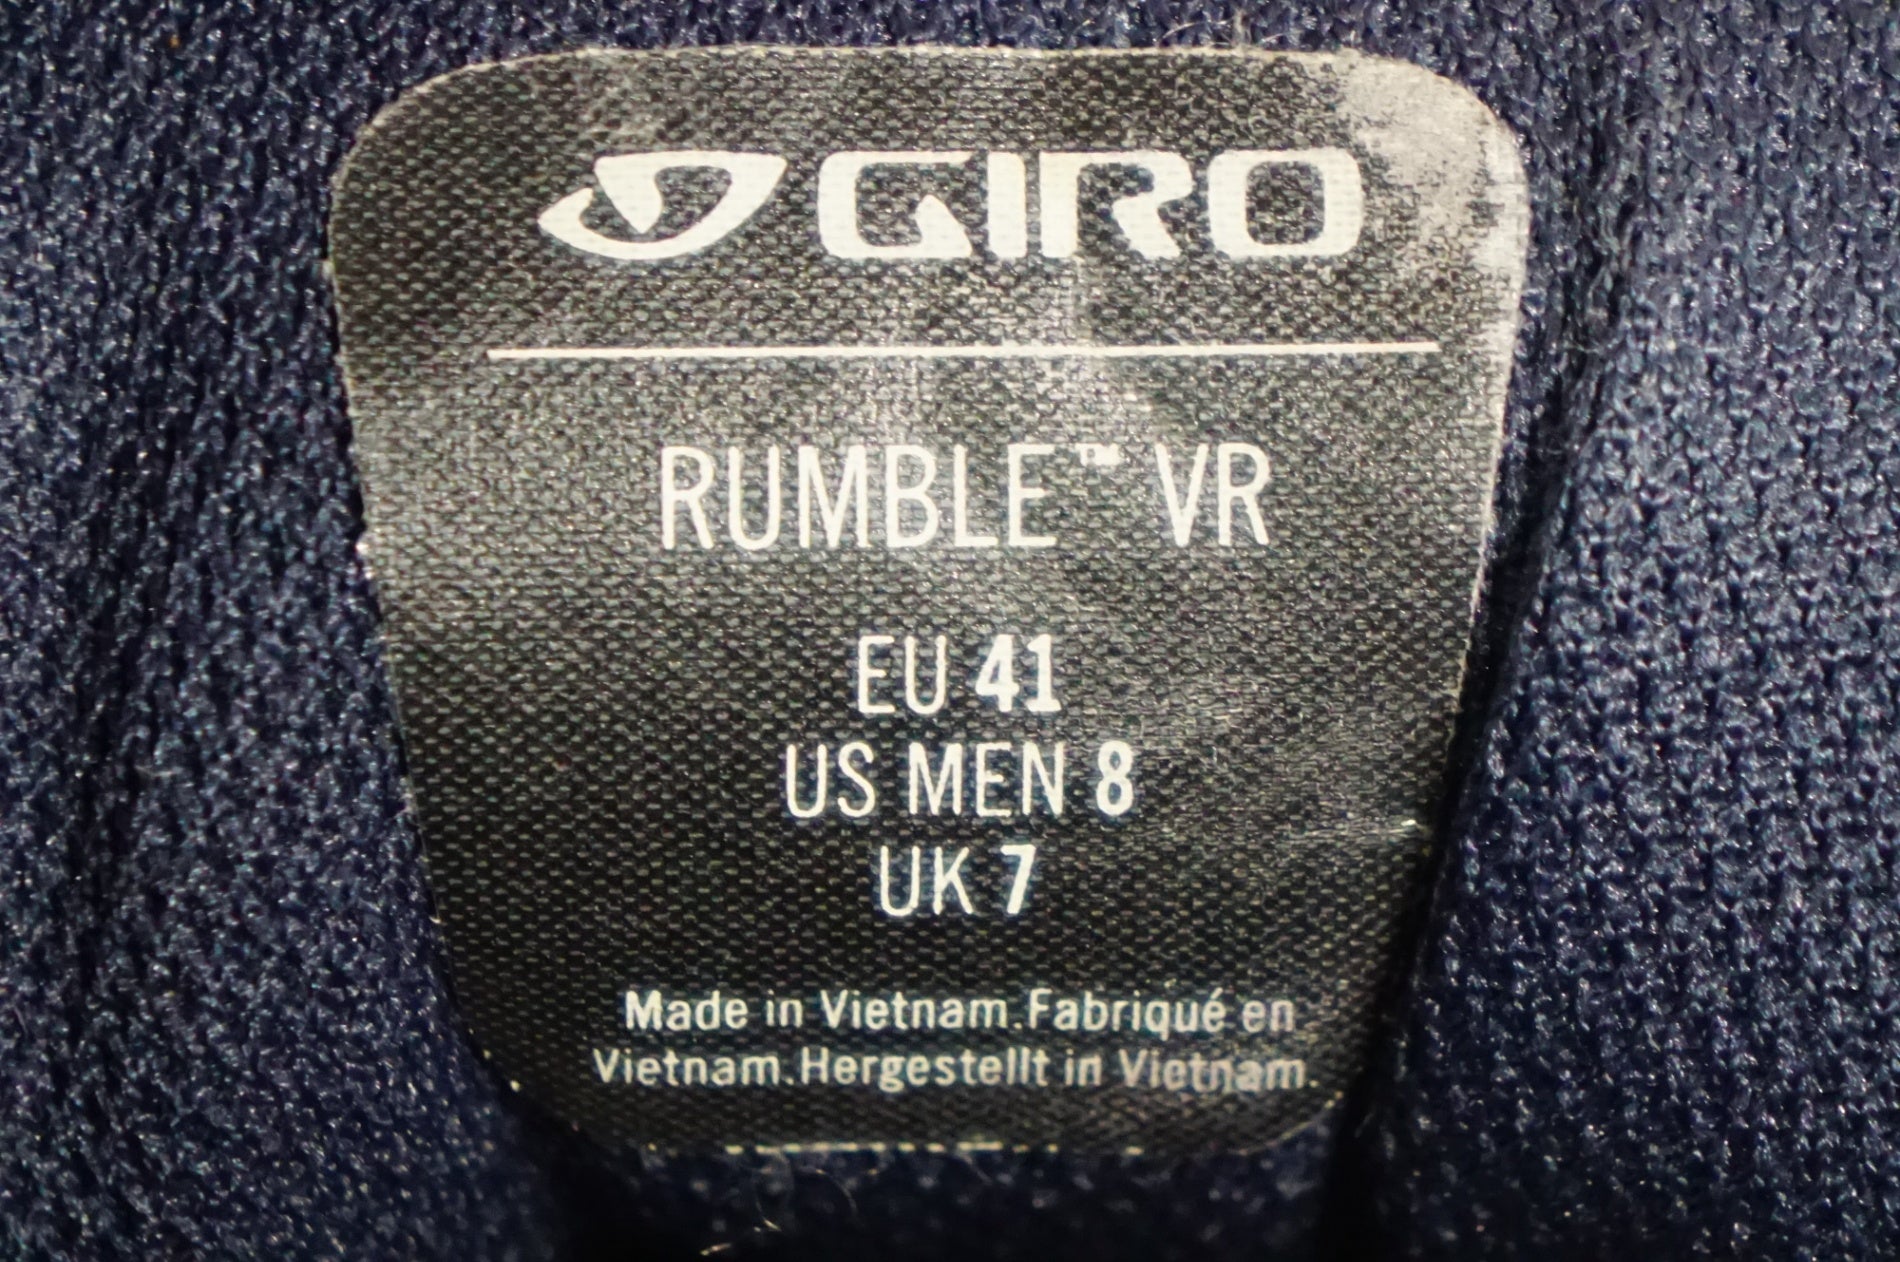 GIRO
RUMBLE™ VR
EU 41
US MEN 8
UK 7
Made in Vietnam.Fabriqué en
Vietnam.Hergestellt in Vietnam.